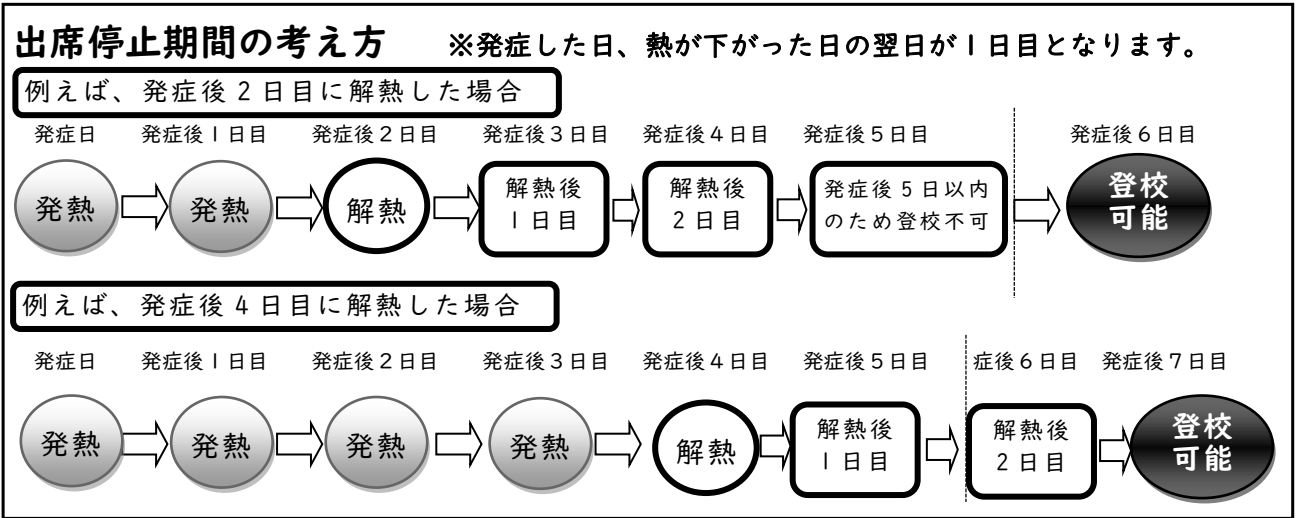 出席停止期間の考え方　※発症した日、熱が下がった日の翌日が１日目となります。
例えば、発症後２日目に解熱した場合
発症日　発症後１日目　発症後２日目　発症後３日目　発症後４日目　発症後５日目　発症後６日目
発熱　発熱　解熱　解熱後　解熱後　発症後５日以内　登校
１日目　２日目　のため登校不可　可能
例えば、発症後４日目に解熱した場合
発症日　発症後１日目　発症後２日目　発症後３日目　発症後４日目　発症後５日目　症後６日目　発症後７日目
発熱　発熱　発熱　発熱　解熱　解熱後　解熱後　登校
１日目　２日目　可能